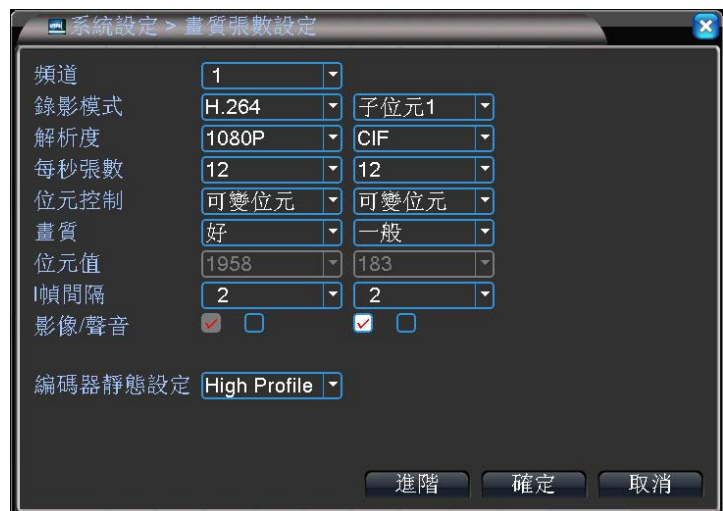 系統設定 > 畫質張數設定
頻道 1
錄影模式 H.264 子位元1
解析度 1080P CIF
每秒張數 12 12
位元控制 可變位元 可變位元
畫質 好 一般
位元值 1958 183
I幀間隔 2 2
影像/聲音
編碼器靜態設定 High Profile
進階 確定 取消